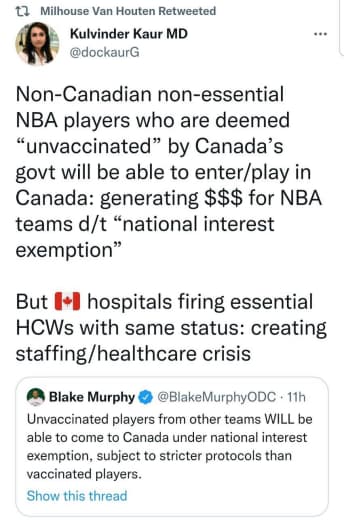 Milhouse Van Houten Retweeted
Kulvinder Kaur MD
@dockaurG
Non-Canadian non-essential
NBA players who are deemed
“unvaccinated” by Canada’s
govt will be able to enter/play in
Canada: generating $$$ for NBA
teams d/t “national interest
exemption”
But 🇨🇦 hospitals firing essential
HCWs with same status: creating
staffing/healthcare crisis
Blake Murphy @BlakeMurphyODC · 11h
Unvaccinated players from other teams WILL be
able to come to Canada under national interest
exemption, subject to stricter protocols than
vaccinated players.
Show this thread